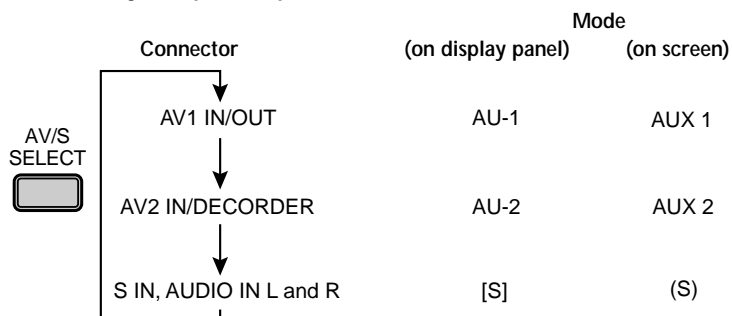 Mode
Connector (on display panel) (on screen)
AV1 IN/OUT AU-1 AUX 1
AV/S
SELECT
AV2 IN/DECORDER AU-2 AUX 2
S IN, AUDIO IN L and R [S] (S)